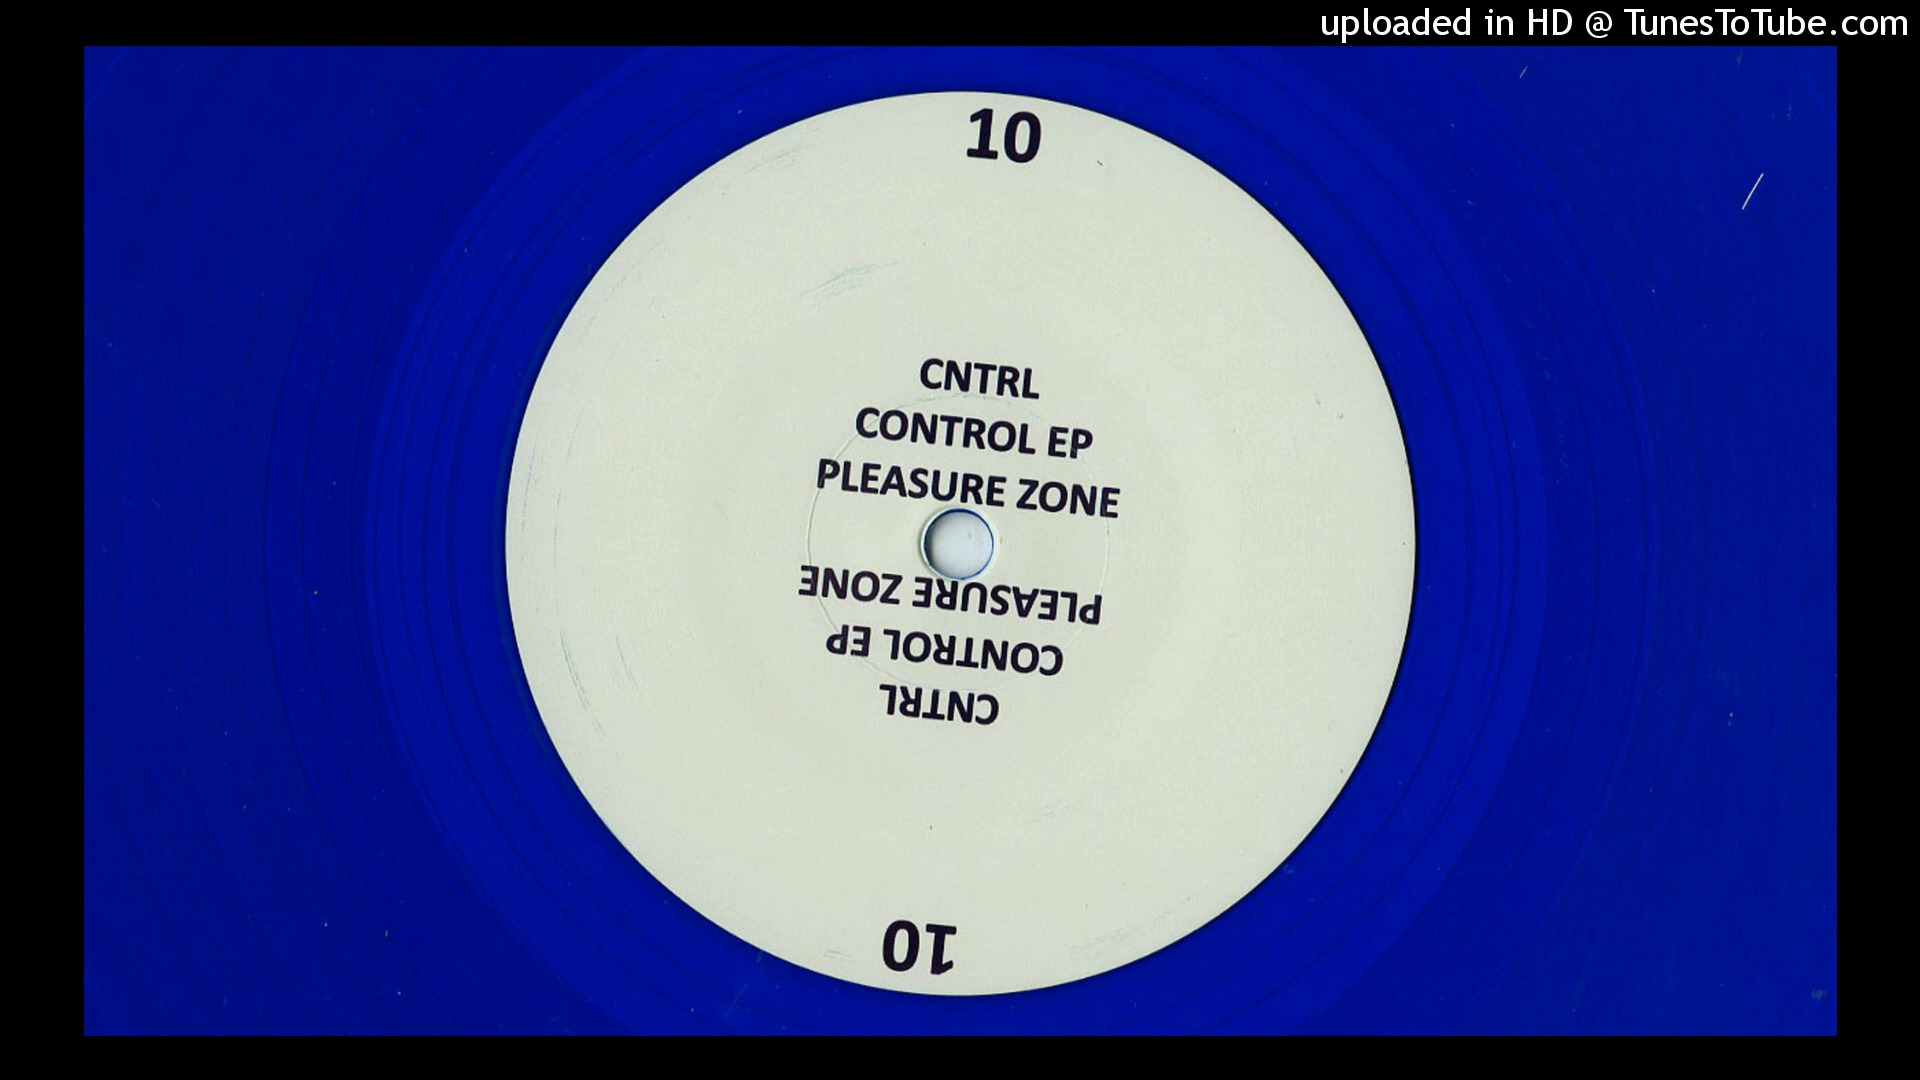 uploaded in HD @ TunesToTube.com
10
CNTRL
CONTROL EP
PLEASURE ZONE
PLEASURE ZONE
CONTROL EP
CNTRL
10